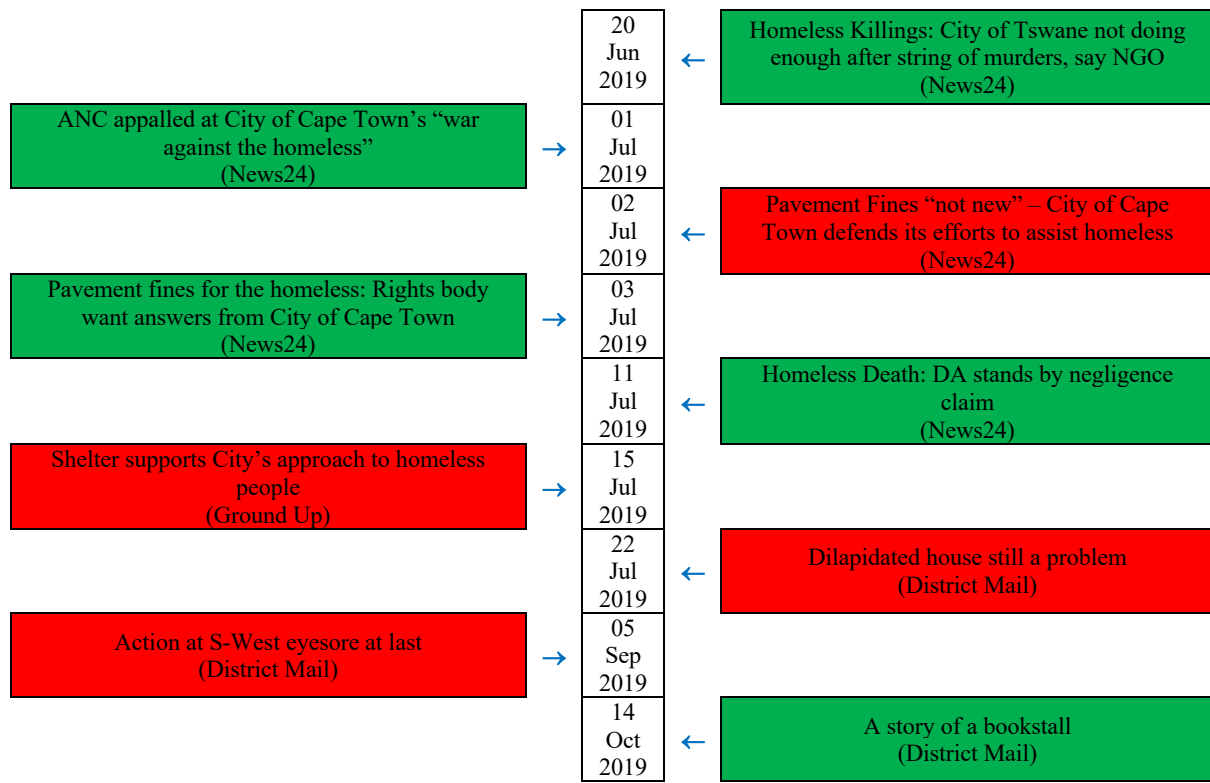 20
Jun
2019
←
Homeless Killings: City of Tswane not doing
enough after string of murders, say NGO
(News24)
ANC appalled at City of Cape Town’s “war
against the homeless”
(News24)
→
01
Jul
2019
02
Jul
2019
←
Pavement Fines “not new” – City of Cape
Town defends its efforts to assist homeless
(News24)
Pavement fines for the homeless: Rights body
want answers from City of Cape Town
(News24)
→
03
Jul
2019
11
Jul
2019
←
Homeless Death: DA stands by negligence
claim
(News24)
Shelter supports City’s approach to homeless
people
(Ground Up)
→
15
Jul
2019
22
Jul
2019
←
Dilapidated house still a problem
(District Mail)
Action at S-West eyesore at last
(District Mail)
→
05
Sep
2019
14
Oct
2019
←
A story of a bookstall
(District Mail)